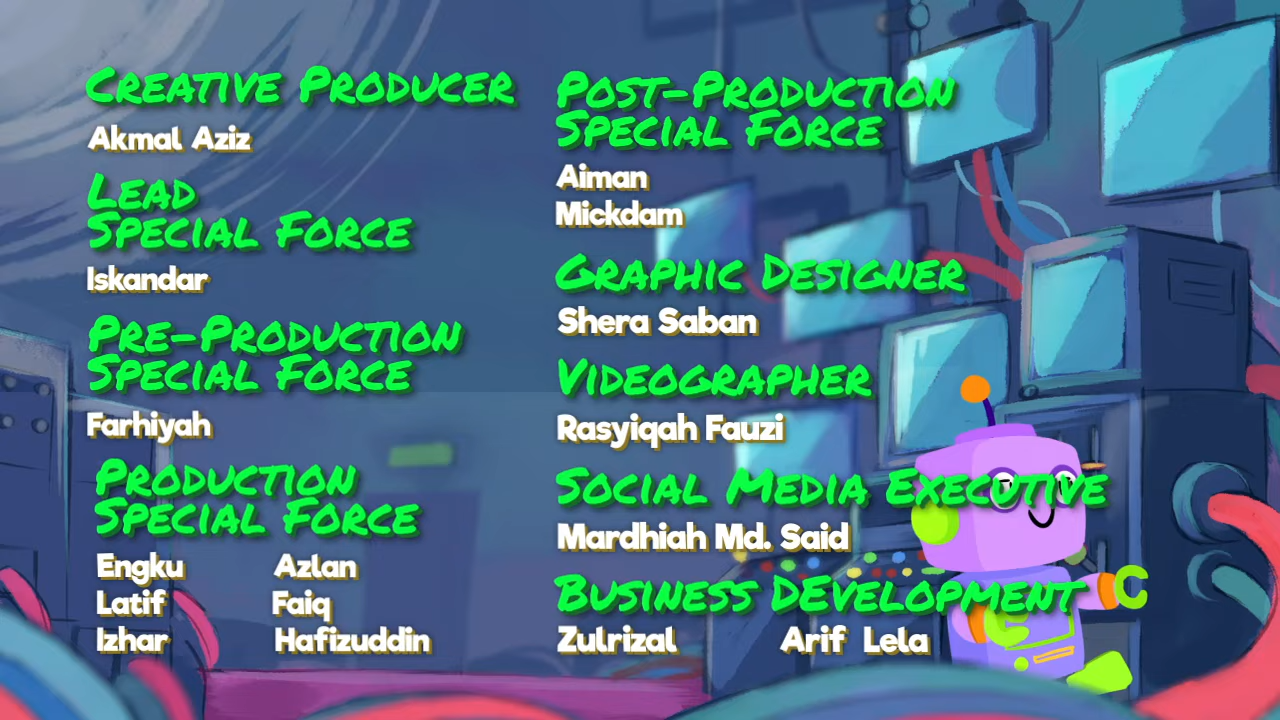 Creative Producer
Akmal Aziz
Lead
Special Force
Iskandar
Pre-Production
Special Force
Farhiyah
Production
Special Force
Engku Azlan
Latif Faiq
Izhar Hafizuddin
Post-Production
Special Force
Aiman
Mickdam
Graphic Designer
Shera Saban
Videographer
Rasyiqah Fauzi
Social Media Executive
Mardhiah Md. Said
Business DEvelopment
Zulrizal Arif Lela